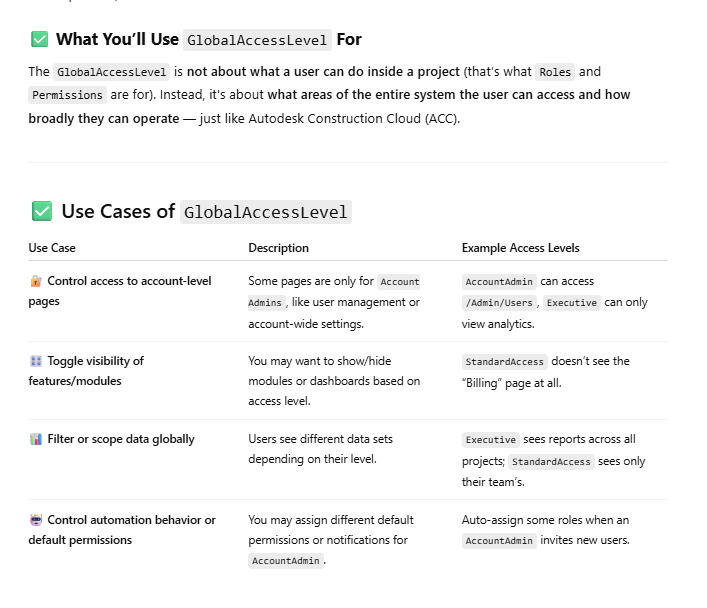 ✅ What You’ll Use GlobalAccessLevel For
The GlobalAccessLevel is not about what a user can do inside a project (that's what Roles and
Permissions are for). Instead, it's about what areas of the entire system the user can access and how
broadly they can operate — just like Autodesk Construction Cloud (ACC).
✅ Use Cases of GlobalAccessLevel
Use Case Description Example Access Levels
🔐 Control access to account-level
pages
Some pages are only for Account
Admins, like user management or
account-wide settings.
AccountAdmin can access
/Admin/Users, Executive can only
view analytics.
🎛️ Toggle visibility of
features/modules
You may want to show/hide
modules or dashboards based on
access level.
StandardAccess doesn’t see the
“Billing” page at all.
📊 Filter or scope data globally
Users see different data sets
depending on their level.
Executive sees reports across all
projects; StandardAccess sees only
their team’s.
🤖 Control automation behavior or
default permissions
You may assign different default
permissions or notifications for
AccountAdmin.
Auto-assign some roles when an
AccountAdmin invites new users.